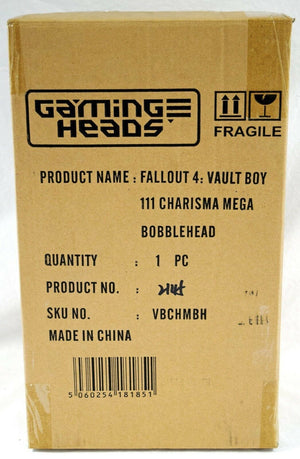 GAMING HEADS
FRAGILE
PRODUCT NAME : FALLOUT 4: VAULT BOY
111 CHARISMA MEGA
BOBBLEHEAD
QUANTITY : 1 PC
PRODUCT NO. :
SKU NO. : VBCHMBH
MADE IN CHINA
5 060254 181851